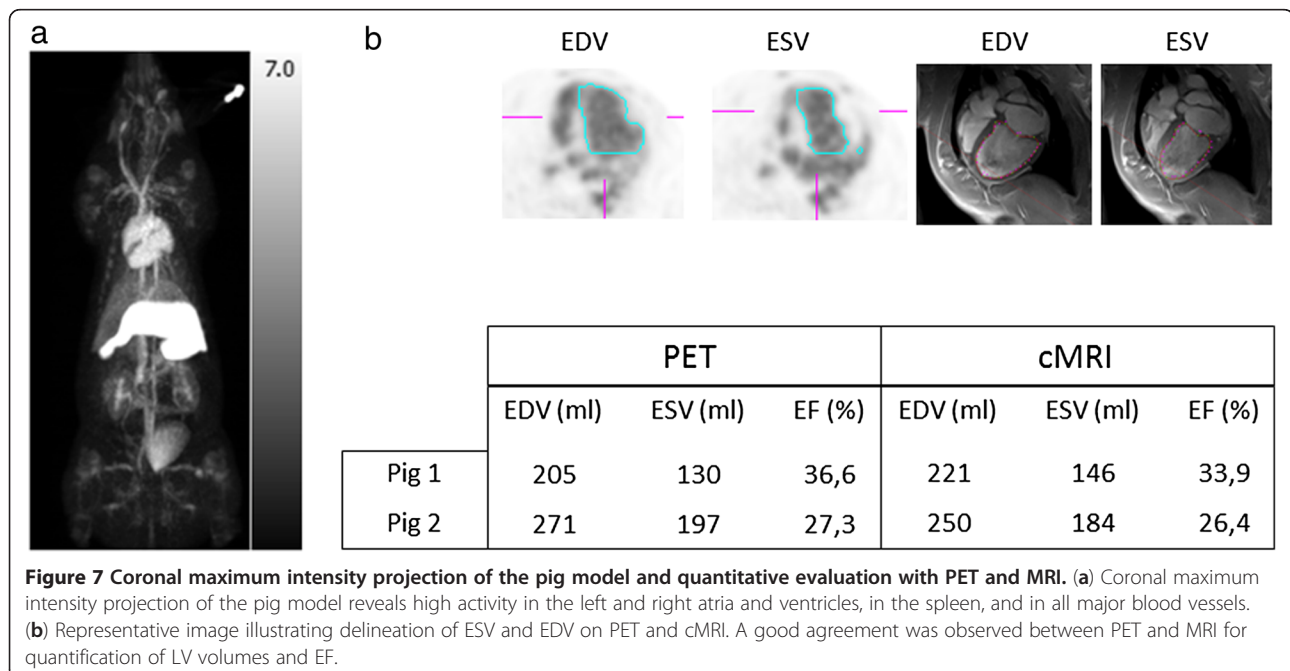 a
7.0
b
EDV ESV EDV ESV
PET cMRI
EDV (ml) ESV (ml) EF (%) EDV (ml) ESV (ml) EF (%)
Pig 1 205 130 36,6 221 146 33,9
Pig 2 271 197 27,3 250 184 26,4
Figure 7 Coronal maximum intensity projection of the pig model and quantitative evaluation with PET and MRI. (a) Coronal maximum
intensity projection of the pig model reveals high activity in the left and right atria and ventricles, in the spleen, and in all major blood vessels.
(b) Representative image illustrating delineation of ESV and EDV on PET and cMRI. A good agreement was observed between PET and MRI for
quantification of LV volumes and EF.